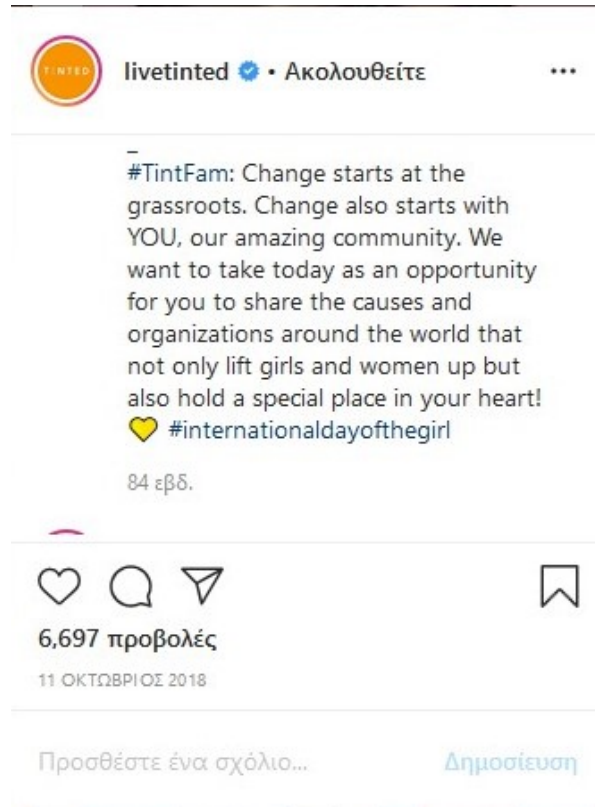 TINTED
livetinted • Ακολουθείτε
_
#TintFam: Change starts at the
grassroots. Change also starts with
YOU, our amazing community. We
want to take today as an opportunity
for you to share the causes and
organizations around the world that
not only lift girls and women up but
also hold a special place in your heart!
💛 #internationaldayofthegirl
84 εβδ.
6,697 προβολές
11 ΟΚΤΩΒΡΙΟΣ 2018
Προσθέστε ένα σχόλιο... Δημοσίευση